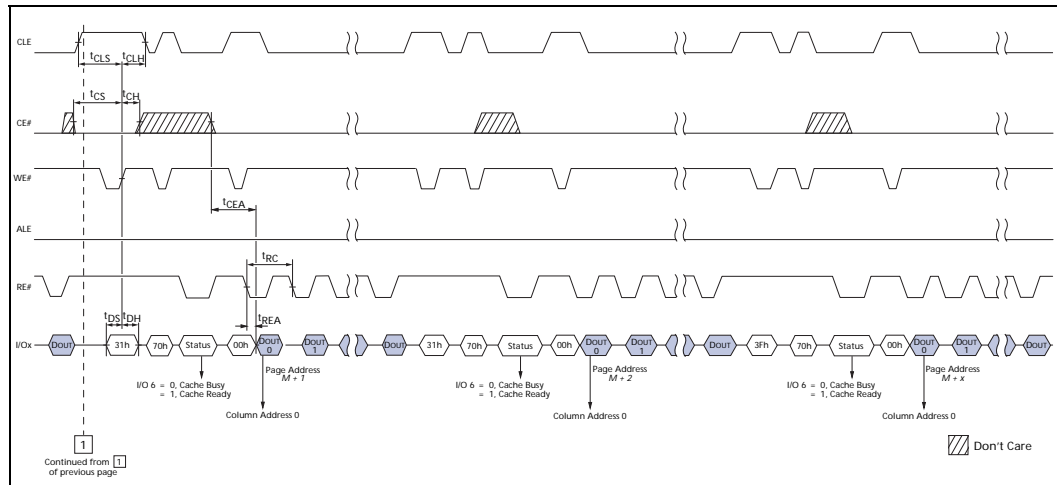 CLE
tCLS tCLH
tCS tCH
CE#
WE#
tCEA
ALE
tRC
RE#
tDS tDH
tREA
I/Ox DOUT 31h 70h Status 00h DOUT 0 DOUT 1 DOUT 31h 70h Status 00h DOUT 0 DOUT 1 DOUT 3Fh 70h Status 00h DOUT 0 DOUT 1 DOUT
Page Address M + 1
Page Address M + 2
Page Address M + x
I/O 6 = 0, Cache Busy
= 1, Cache Ready
I/O 6 = 0, Cache Busy
= 1, Cache Ready
I/O 6 = 0, Cache Busy
= 1, Cache Ready
Column Address 0
Column Address 0
Column Address 0
1
Continued from 1
of previous page
Don't Care